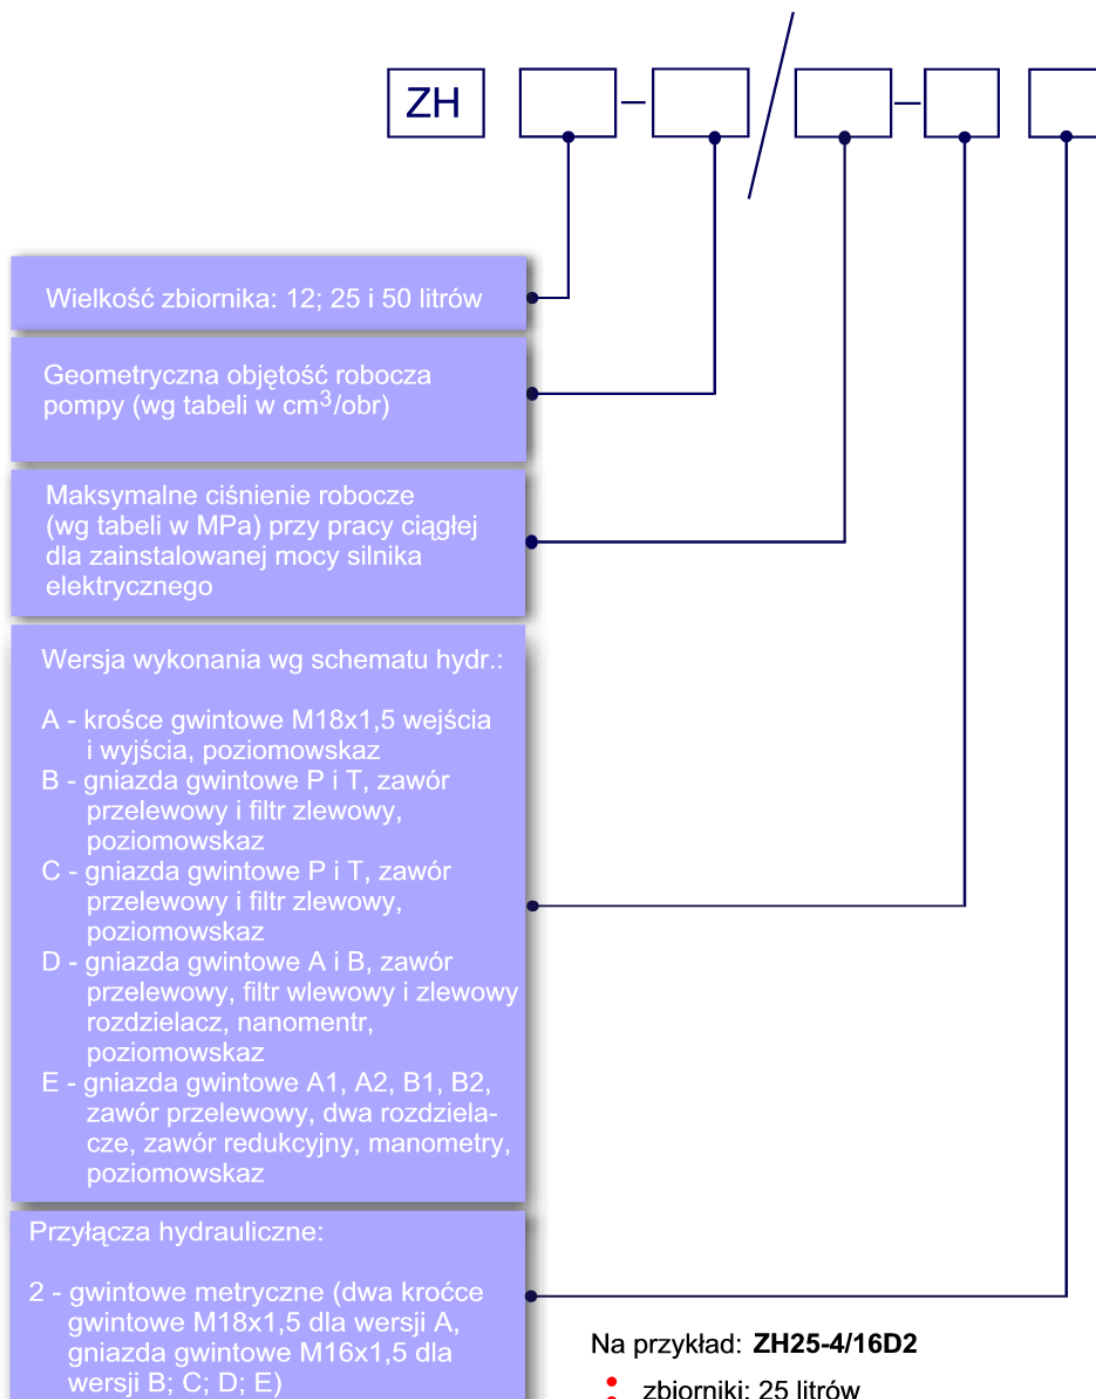 ZH
Wielkość zbiornika: 12; 25 i 50 litrów
Geometryczna objętość robocza
pompy (wg tabeli w cm³/obr)
Maksymalne ciśnienie robocze
(wg tabeli w MPa) przy pracy ciągłej
dla zainstalowanej mocy silnika
elektrycznego
Wersja wykonania wg schematu hydr.:
A - krośce gwintowe M18x1,5 wejścia
i wyjścia, poziomowskaz
B - gniazda gwintowe P i T, zawór
przelewowy i filtr zlewowy,
poziomowskaz
C - gniazda gwintowe P i T, zawór
przelewowy i filtr zlewowy,
poziomowskaz
D - gniazda gwintowe A i B, zawór
przelewowy, filtr wlewowy i zlewowy
rozdzielacz, nanomentr,
poziomowskaz
E - gniazda gwintowe A1, A2, B1, B2,
zawór przelewowy, dwa rozdziela-
cze, zawór redukcyjny, manometry,
poziomowskaz
Przyłącza hydrauliczne:
2 - gwintowe metryczne (dwa króćce
gwintowe M18x1,5 dla wersji A,
gniazda gwintowe M16x1,5 dla
wersji B; C; D; E)
Na przykład: ZH25-4/16D2
zbiorniki: 25 litrów